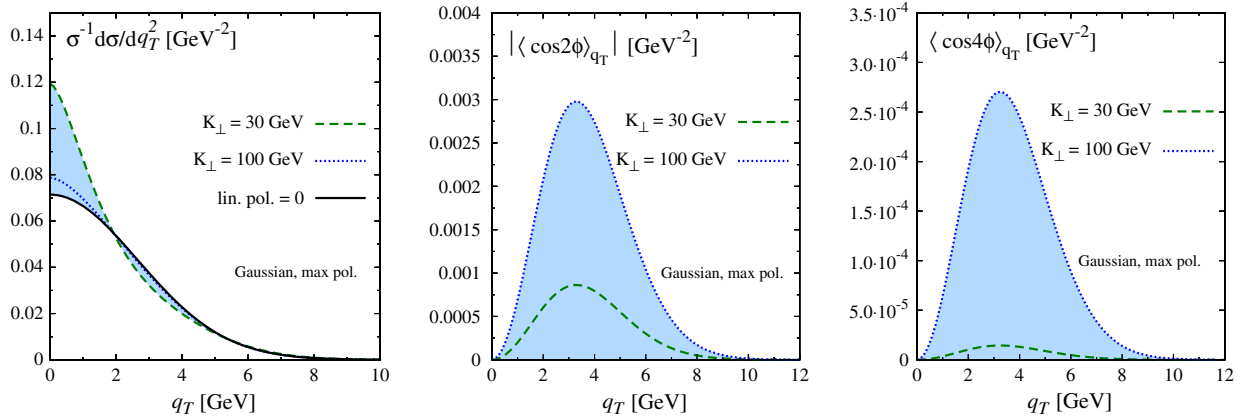 σ⁻¹dσ/dq_T² [GeV⁻²]
0.14
0.12
0.1
0.08
0.06
0.04
0.02
0
K⊥ = 30 GeV
K⊥ = 100 GeV
lin. pol. = 0
Gaussian, max pol.
0 2 4 6 8 10
q_T [GeV]
|⟨ cos2ϕ⟩_{q_T}| [GeV⁻²]
0.004
0.0035
0.003
0.0025
0.002
0.0015
0.001
0.0005
0
K⊥ = 30 GeV
K⊥ = 100 GeV
Gaussian, max pol.
0 2 4 6 8 10 12
q_T [GeV]
⟨ cos4ϕ⟩_{q_T} [GeV⁻²]
3.5·10⁻⁴
3.0·10⁻⁴
2.5·10⁻⁴
2.0·10⁻⁴
1.5·10⁻⁴
1.0·10⁻⁴
5.0·10⁻⁵
0
K⊥ = 30 GeV
K⊥ = 100 GeV
Gaussian, max pol.
0 2 4 6 8 10 12
q_T [GeV]